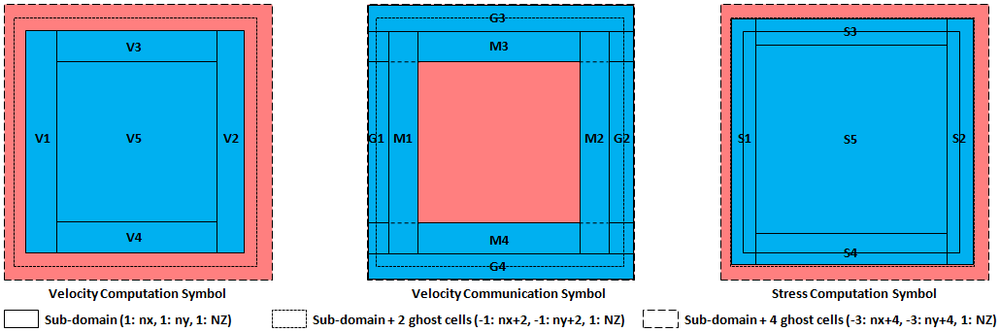 G3
V3
M3
S3
V1
V5
V2
G1
M1
M2
G2
S1
S5
S2
V4
M4
S4
G4
Velocity Computation Symbol
Velocity Communication Symbol
Stress Computation
Sub-domain (1: nx, 1: ny, 1: NZ)
Sub-domain + 2 ghost cells (-1: nx+2, -1: ny+2, 1: NZ)
Sub-domain + 4 ghost cells (-3: nx+4, -3: ny+4, 1: NZ)